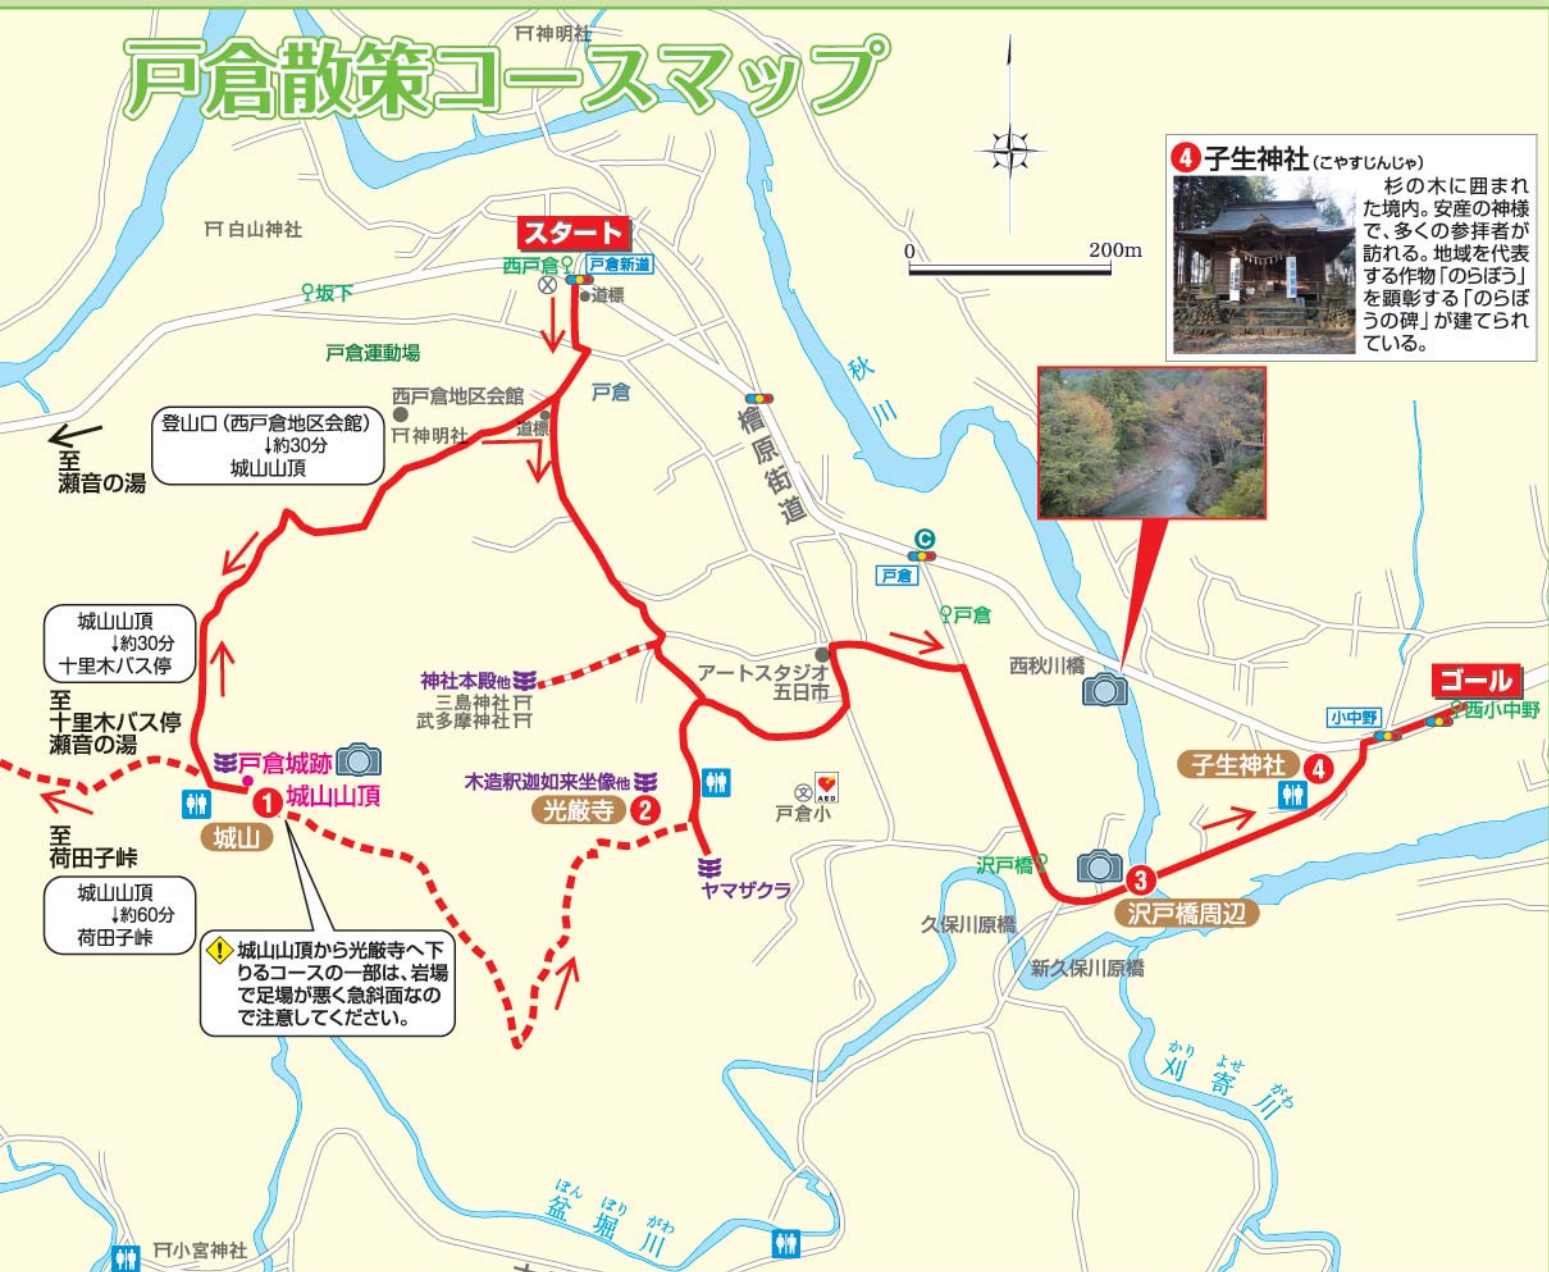 戸倉散策コースマップ
神明社
白山神社
スタート
西戸倉
戸倉新道
道標
坂下
戸倉運動場
西戸倉地区会館
神明社
道標
戸倉
登山口（西戸倉地区会館）
↓約30分
城山山頂
至
瀬音の湯
0
200m
4 子生神社（こやすじんじゃ）
杉の木に囲まれ
た境内。安産の神様
で、多くの参拝者が
訪れる。地域を代表
する作物「のらぼう」
を顕彰する「のらぼ
うの碑」が建てられ
ている。
秋川
檜原街道
C
戸倉
戸倉
西秋川橋
アートスタジオ
五日市
ゴール
西小中野
小中野
子生神社 4
城山山頂
↓約30分
十里木バス停
至
十里木バス停
瀬音の湯
神社本殿他
三島神社
武多摩神社
戸倉城跡
1 城山山頂
城山
木造釈迦如来坐像他
光厳寺 2
文
AED
戸倉小
ヤマザクラ
沢戸橋
3
沢戸橋周辺
久保川原橋
新久保川原橋
至
荷田子峠
城山山頂
↓約60分
荷田子峠
! 城山山頂から光厳寺へ下
りるコースの一部は、岩場
で足場が悪く急斜面なの
で注意してください。
かりよせがわ
刈寄川
ぼんぼりがわ
盆堀川
小宮神社